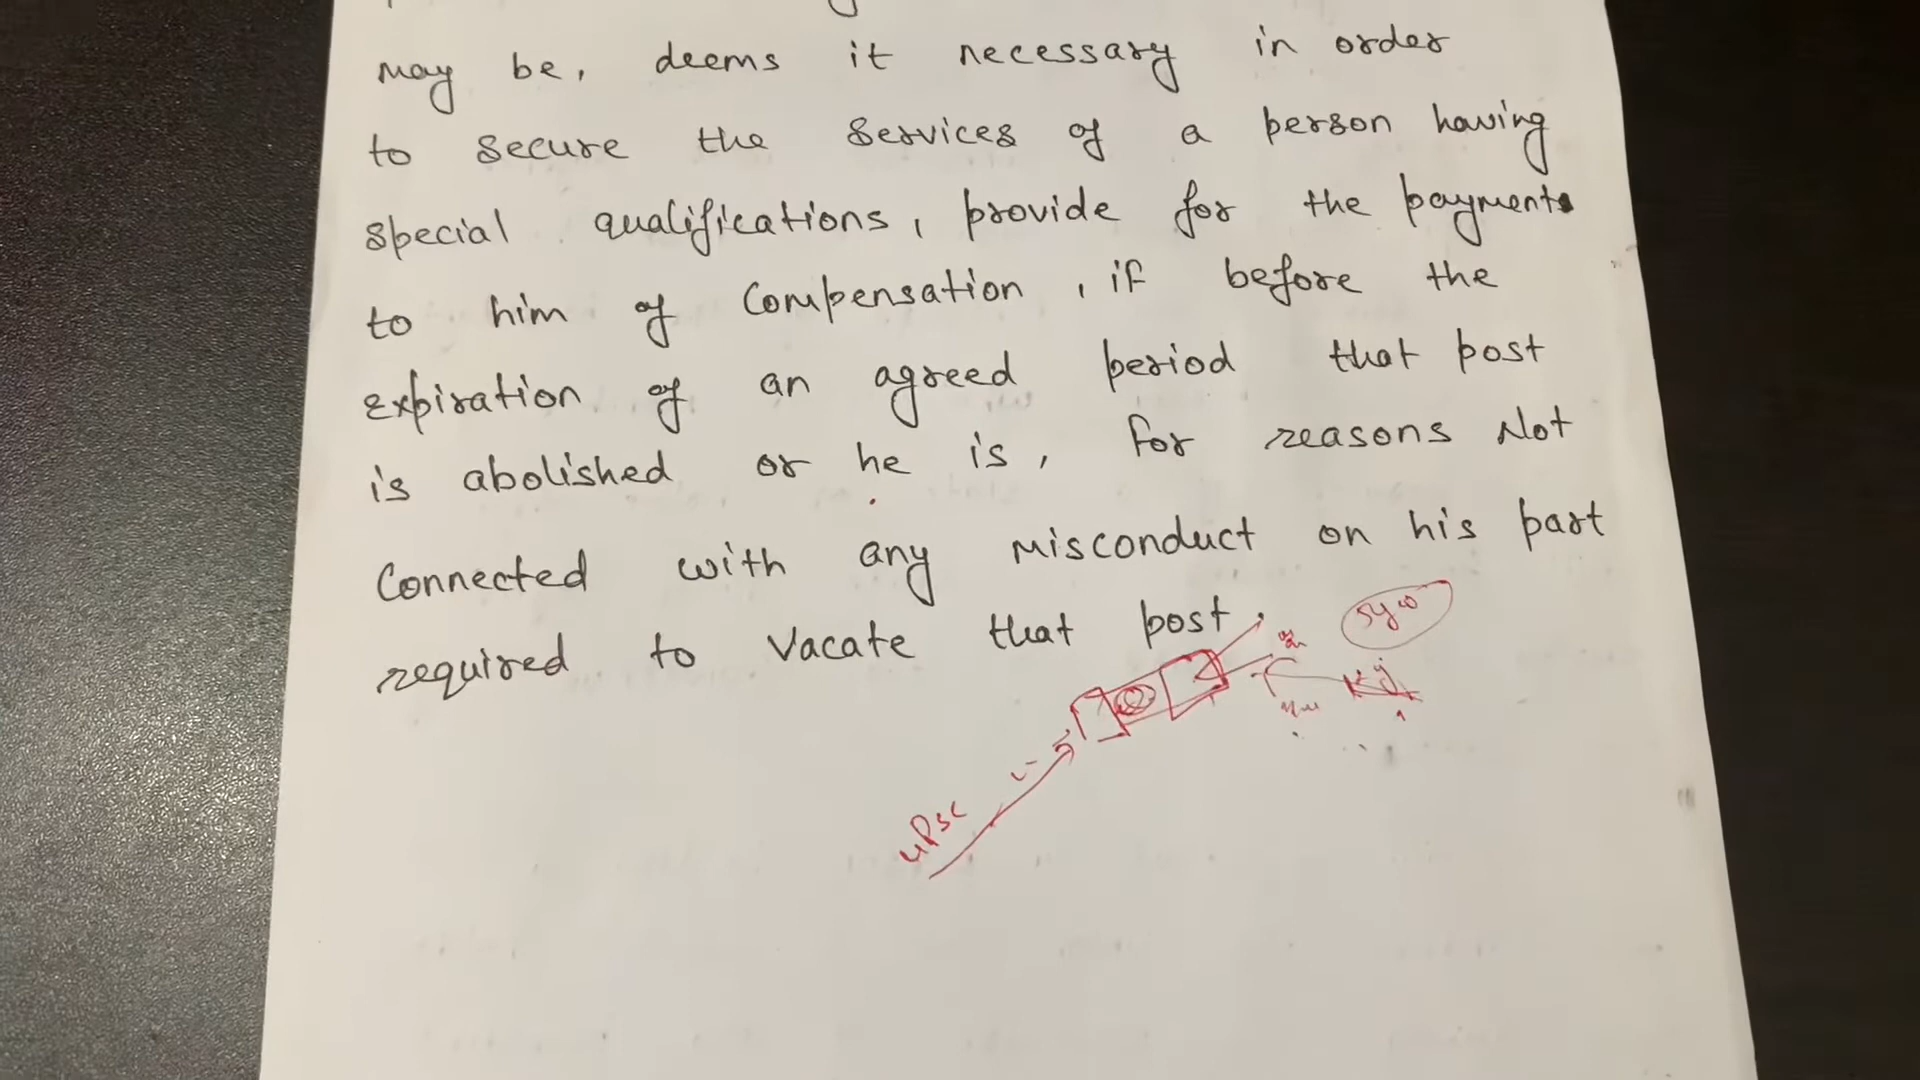 may be, deems it necessary in order
to secure the services of a person having
special qualifications, provide for the payments
to him of compensation, if before the
expiration of an agreed period that post
is abolished or he is, for reasons Not
Connected with any misconduct on his part
required to vacate that post.
UPSC